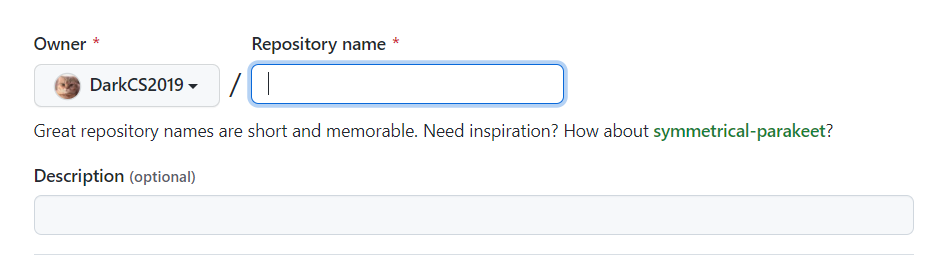 Owner * Repository name *
DarkCS2019 /
Great repository names are short and memorable. Need inspiration? How about symmetrical-parakeet?
Description (optional)